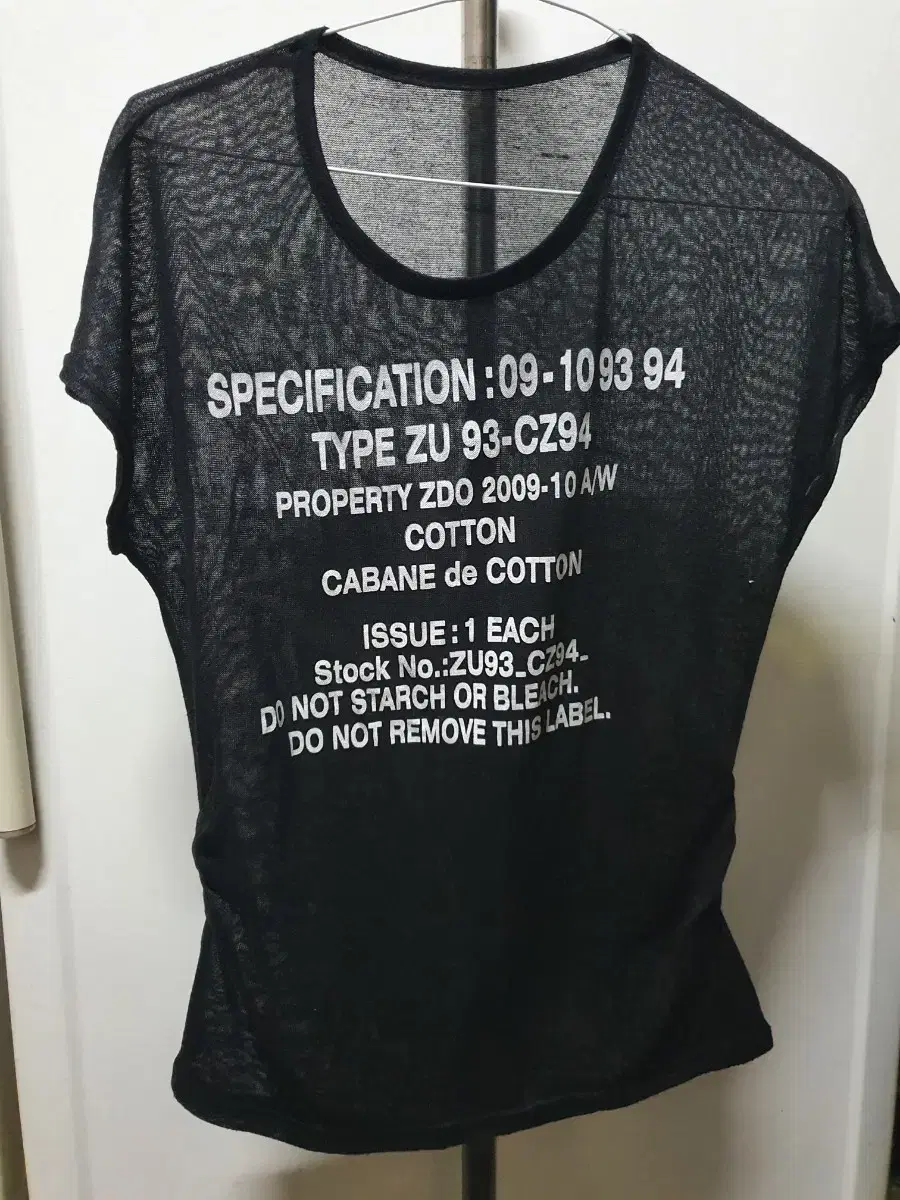 SPECIFICATION : 09 - 10 93 94
TYPE ZU 93-CZ94
PROPERTY ZDO 2009-10 A/W
COTTON
CABANE de COTTON
ISSUE : 1 EACH
Stock No.:ZU93_CZ94_
DO NOT STARCH OR BLEACH.
DO NOT REMOVE THIS LABEL.